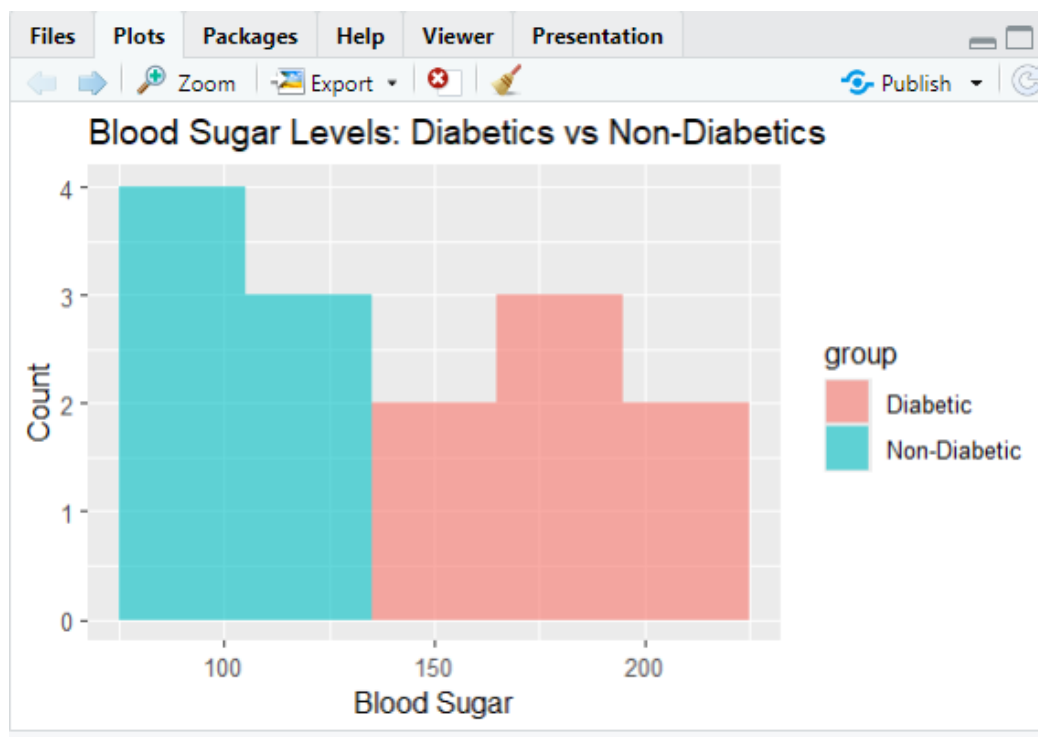 Files Plots Packages Help Viewer Presentation
Zoom Export Publish
Blood Sugar Levels: Diabetics vs Non-Diabetics
4
3
2
1
0
Count
100 150 200
Blood Sugar
group
Diabetic
Non-Diabetic